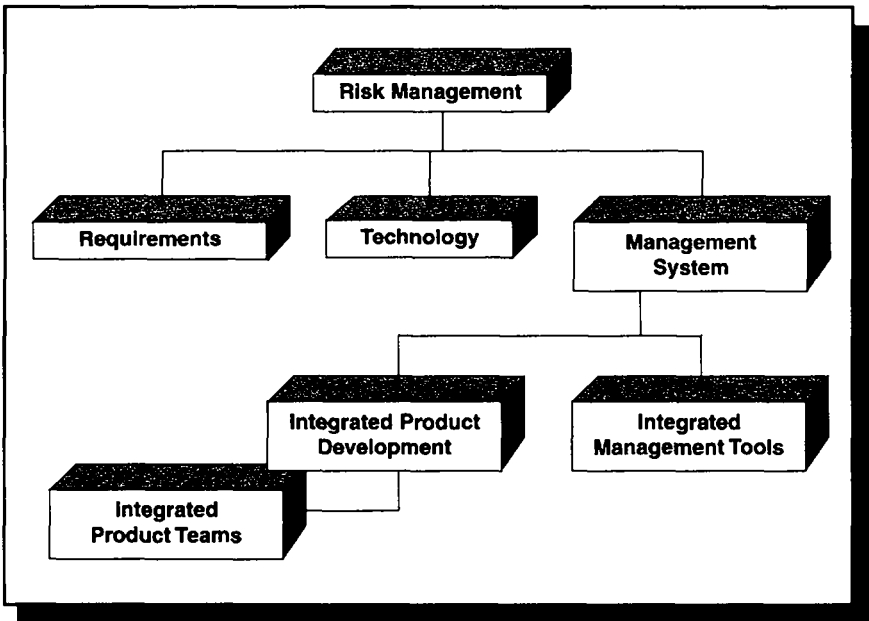 Risk Management
Requirements
Technology
Management
System
Integrated Product
Development
Integrated
Management Tools
Integrated
Product Teams